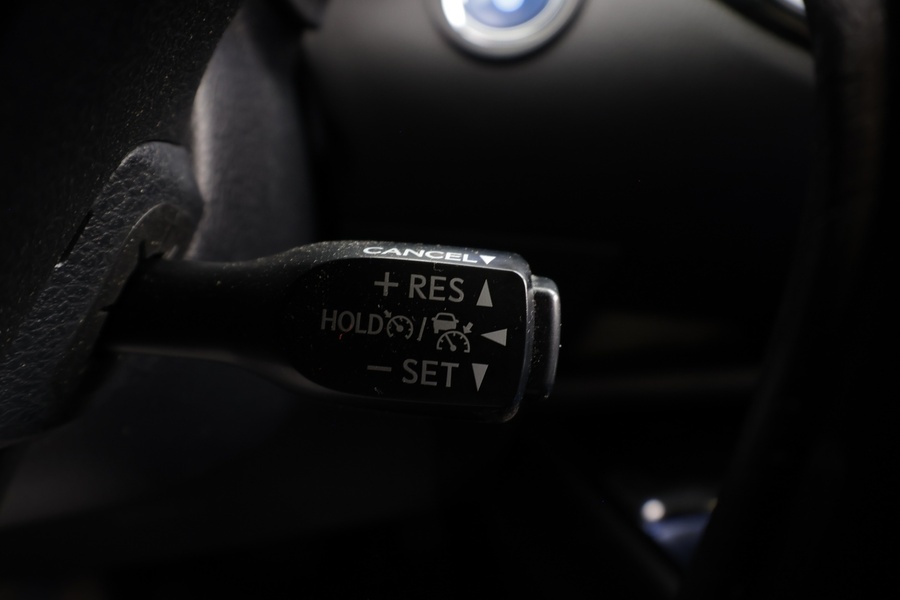 CANCEL▼
+ RES ▲
HOLD / ◀
− SET ▼